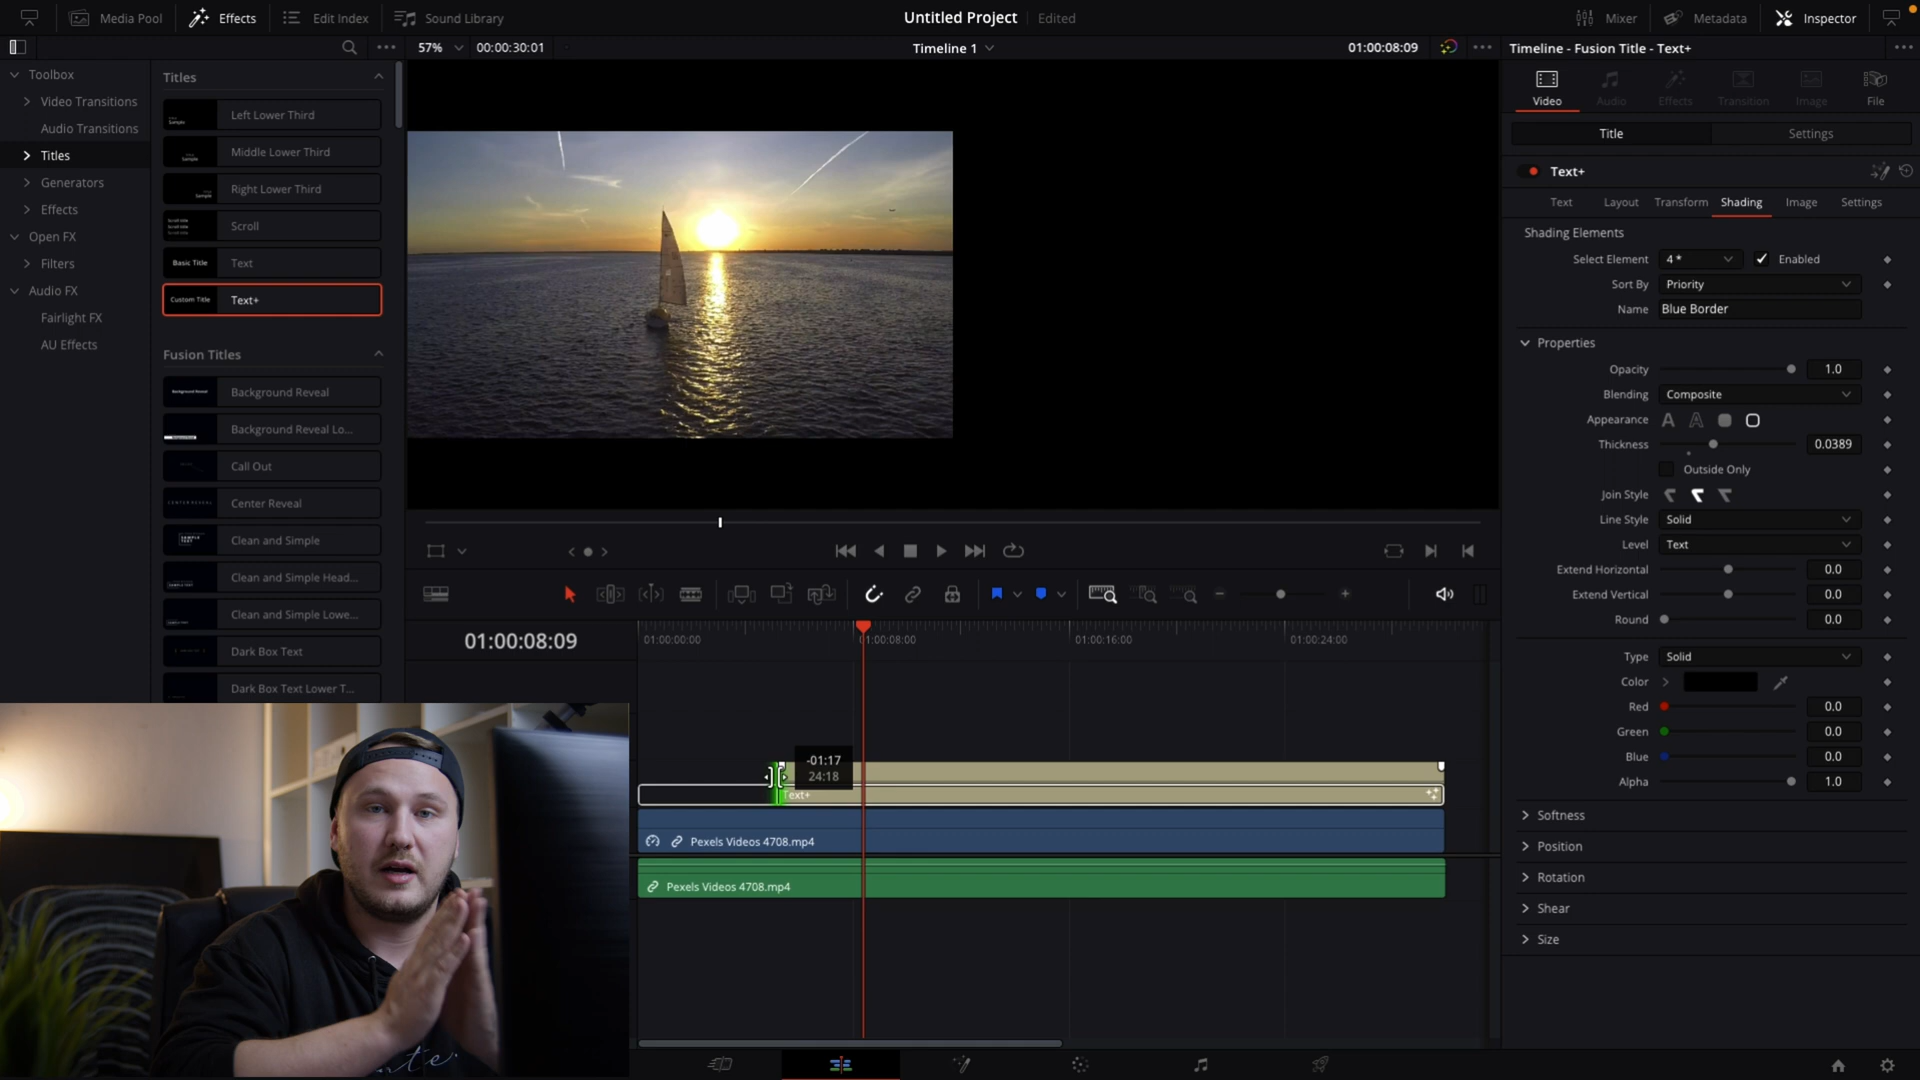 Media Pool
Effects
Edit Index
Sound Library
Untitled Project
Edited
Mixer
Metadata
Inspector
57%
00:00:30:01
Timeline 1
01:00:08:09
Timeline - Fusion Title - Text+
Toolbox
Video Transitions
Audio Transitions
Titles
Generators
Effects
Open FX
Filters
Audio FX
Fairlight FX
AU Effects
Titles
Left Lower Third
Middle Lower Third
Right Lower Third
Scroll
Basic Title
Text
Custom Title
Text+
Fusion Titles
Background Reveal
Background Reveal Lo...
Call Out
Center Reveal
Clean and Simple
Clean and Simple Head...
Clean and Simple Lowe...
Dark Box Text
Dark Box Text Lower T...
Video
Audio
Effects
Transition
Image
File
Title
Settings
Text+
Text
Layout
Transform
Shading
Image
Settings
Shading Elements
Select Element
4 *
Enabled
Sort By
Priority
Name
Blue Border
Properties
Opacity
1.0
Blending
Composite
Appearance
Thickness
0.0389
Outside Only
Join Style
Line Style
Solid
Level
Text
Extend Horizontal
0.0
Extend Vertical
0.0
Round
0.0
Type
Solid
Color
Red
0.0
Green
0.0
Blue
0.0
Alpha
1.0
Softness
Position
Rotation
Shear
Size
01:00:08:09
01:00:00:00
01:00:08:00
01:00:16:00
01:00:24:00
-01:17
24:18
Text+
Pexels Videos 4708.mp4
Pexels Videos 4708.mp4